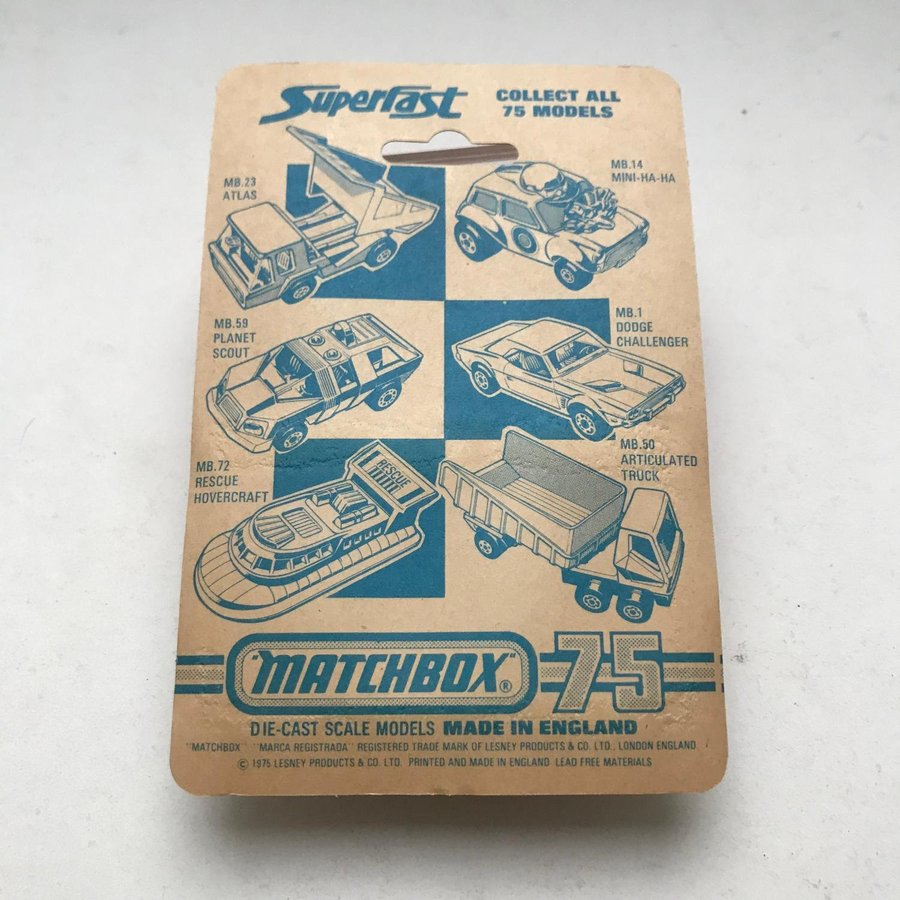 Superfast
COLLECT ALL
75 MODELS
MB.23
ATLAS
MB.14
MINI-HA-HA
MB.59
PLANET
SCOUT
MB.1
DODGE
CHALLENGER
MB.72
RESCUE
HOVERCRAFT
RESCUE
MB.50
ARTICULATED
TRUCK
"MATCHBOX"®
75
DIE-CAST SCALE MODELS MADE IN ENGLAND
"MATCHBOX" "MARCA REGISTRADA" REGISTERED TRADE MARK OF LESNEY PRODUCTS & CO. LTD., LONDON ENGLAND
© 1975 LESNEY PRODUCTS & CO. LTD. PRINTED AND MADE IN ENGLAND LEAD FREE MATERIALS